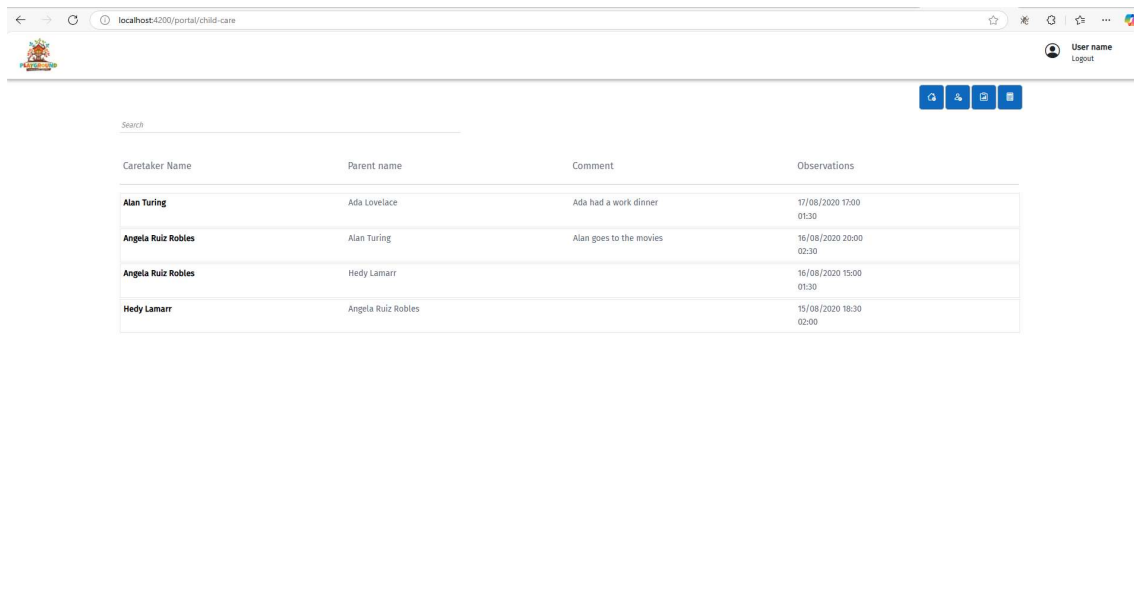 localhost:4200/portal/child-care
PLAYGROUND
User name
Logout
Search
Caretaker Name Parent name Comment Observations
Alan Turing Ada Lovelace Ada had a work dinner 17/08/2020 17:00
01:30
Angela Ruiz Robles Alan Turing Alan goes to the movies 16/08/2020 20:00
02:30
Angela Ruiz Robles Hedy Lamarr 16/08/2020 15:00
01:30
Hedy Lamarr Angela Ruiz Robles 15/08/2020 18:30
02:00